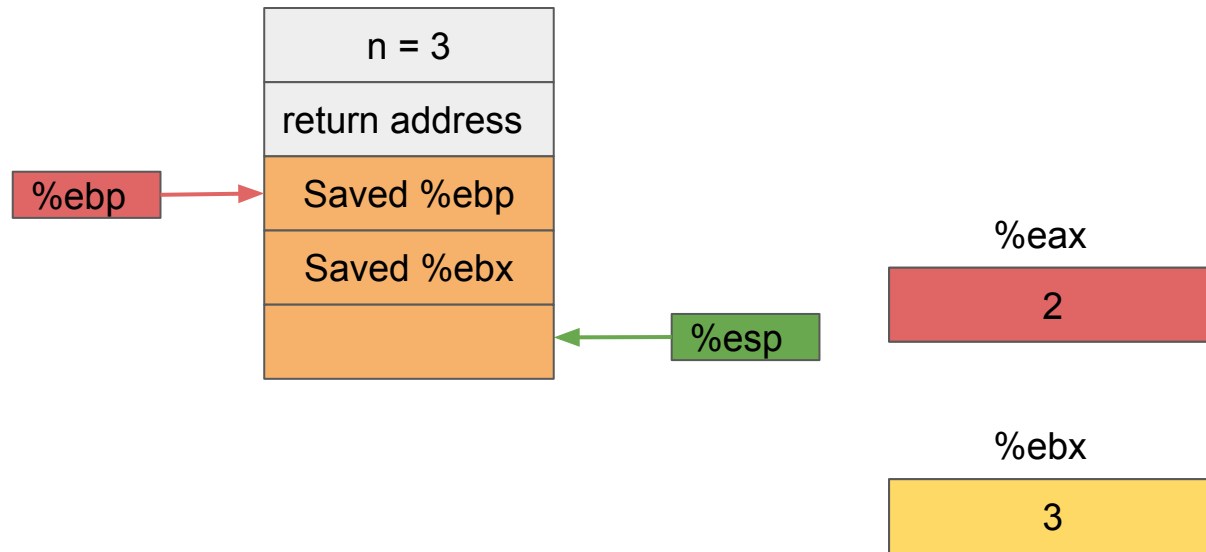 n = 3
return address
%ebp
Saved %ebp
Saved %ebx
%esp
%eax
2
%ebx
3